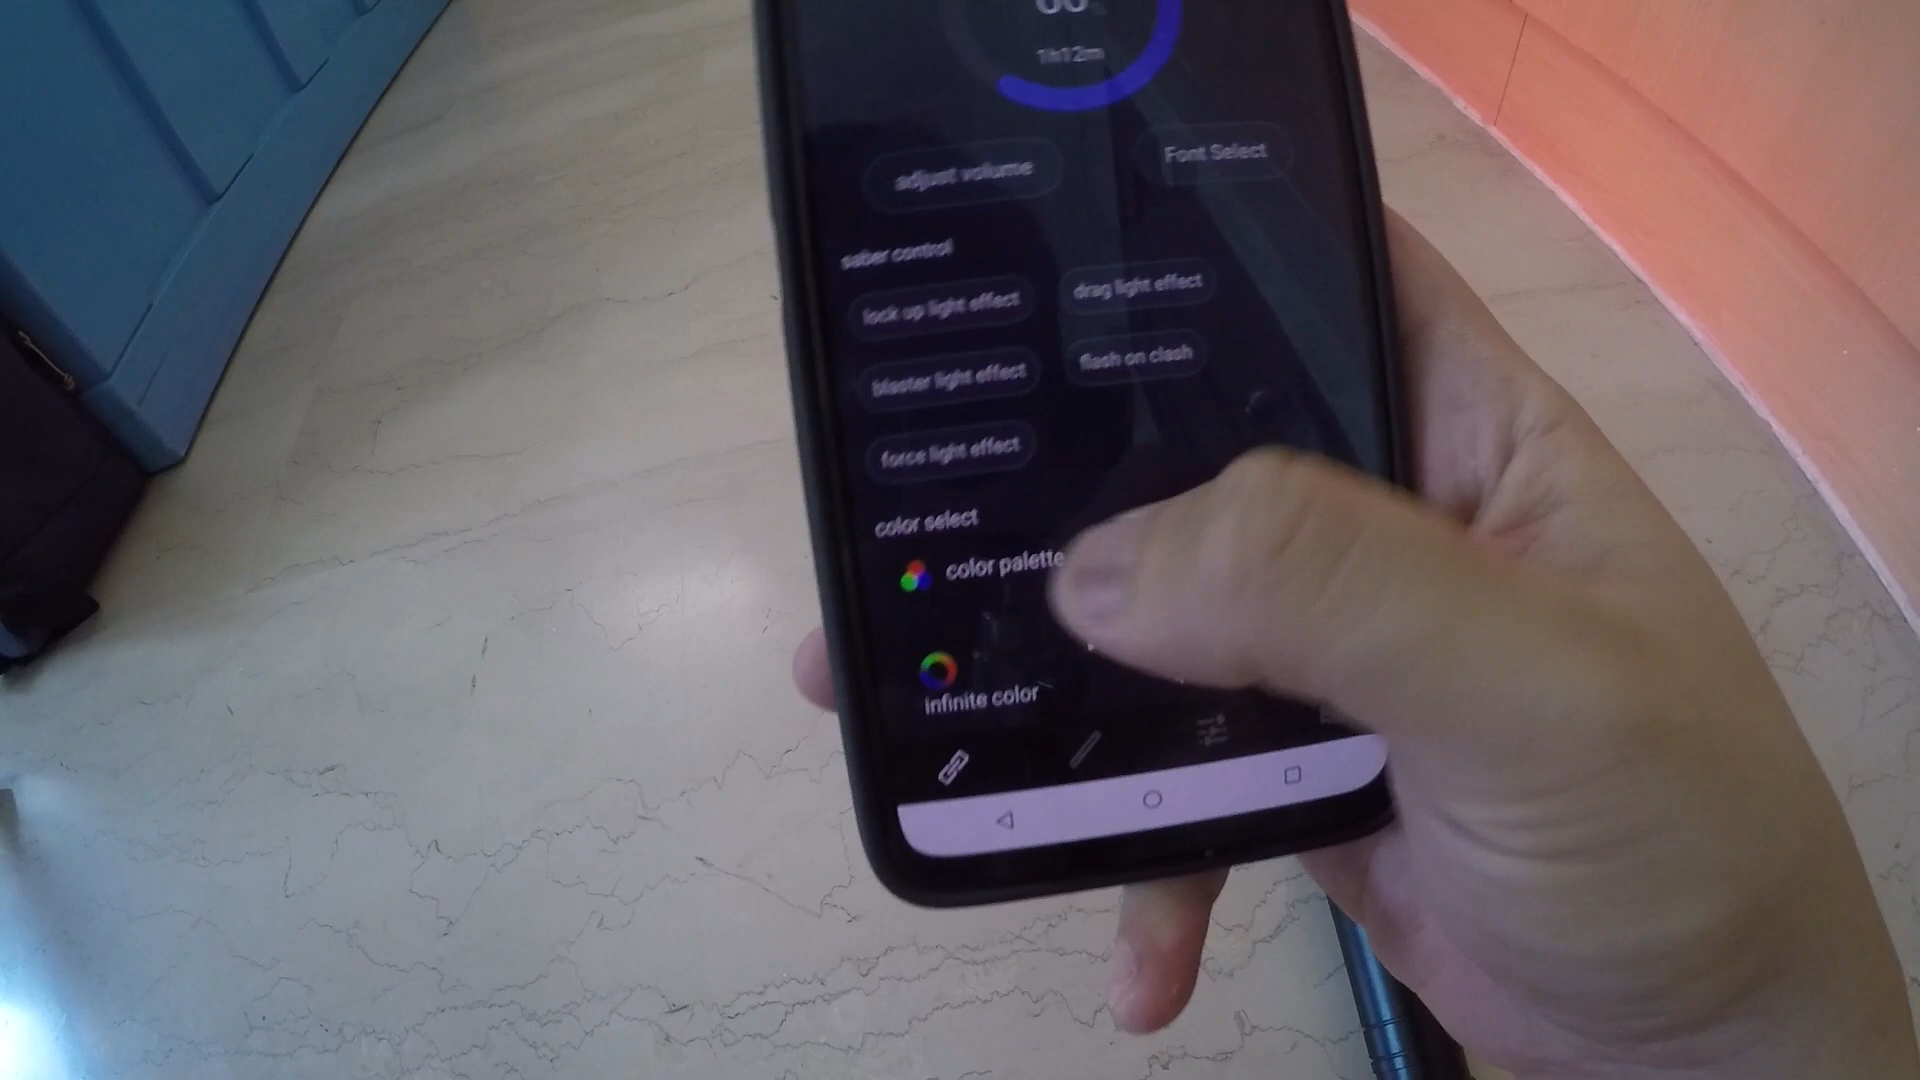 1h12m
adjust volume
Font Select
saber control
lock up light effect
drag light effect
blaster light effect
flash on clash
force light effect
color select
color palette
infinite color